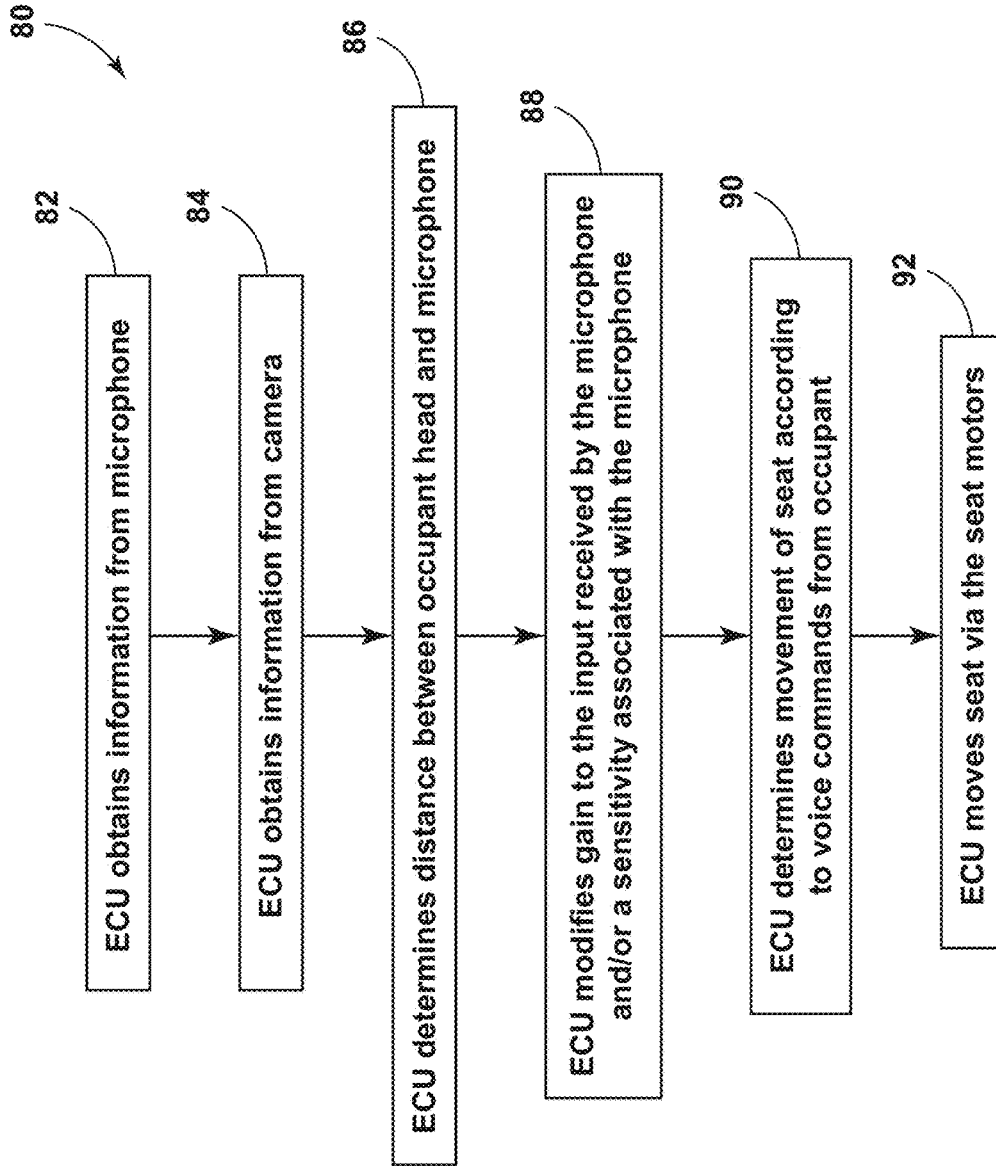 80
82
ECU obtains information from microphone
84
ECU obtains information from camera
86
ECU determines distance between occupant head and microphone
88
ECU modifies gain to the input received by the microphone
and/or a sensitivity associated with the microphone
90
ECU determines movement of seat according
to voice commands from occupant
92
ECU moves seat via the seat motors